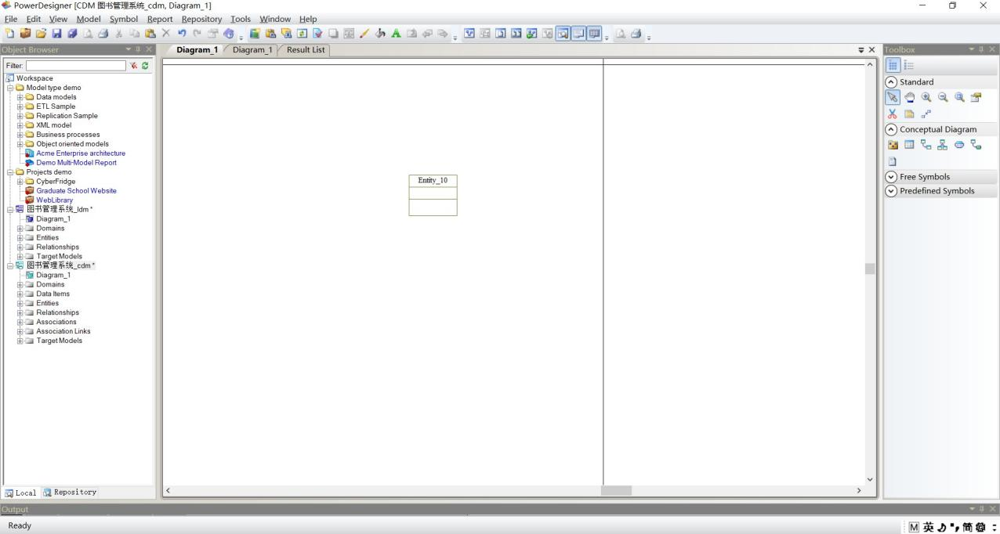 PowerDesigner [CDM 图书管理系统_cdm, Diagram_1]
File Edit View Model Symbol Report Repository Tools Window Help
Object Browser
Filter:
Workspace
Model type demo
Data models
ETL Sample
Replication Sample
XML model
Business processes
Object oriented models
Acme Enterprise architecture
Demo Multi-Model Report
Projects demo
CyberFridge
Graduate School Website
WebLibrary
图书管理系统_ldm *
Diagram_1
Domains
Entities
Relationships
Target Models
图书管理系统_cdm *
Diagram_1
Domains
Data Items
Entities
Relationships
Associations
Association Links
Target Models
Local Repository
Diagram_1 Diagram_1 Result List
Entity_10
Toolbox
Standard
Conceptual Diagram
Free Symbols
Predefined Symbols
Output
Ready
M 英 简